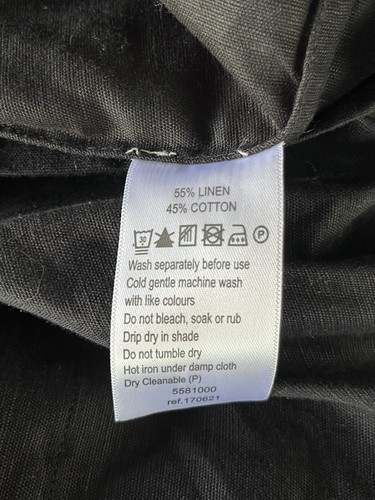 55% LINEN
45% COTTON
30 P
Wash separately before use
Cold gentle machine wash
with like colours
Do not bleach, soak or rub
Drip dry in shade
Do not tumble dry
Hot iron under damp cloth
Dry Cleanable (P)
5581000
ref.170621